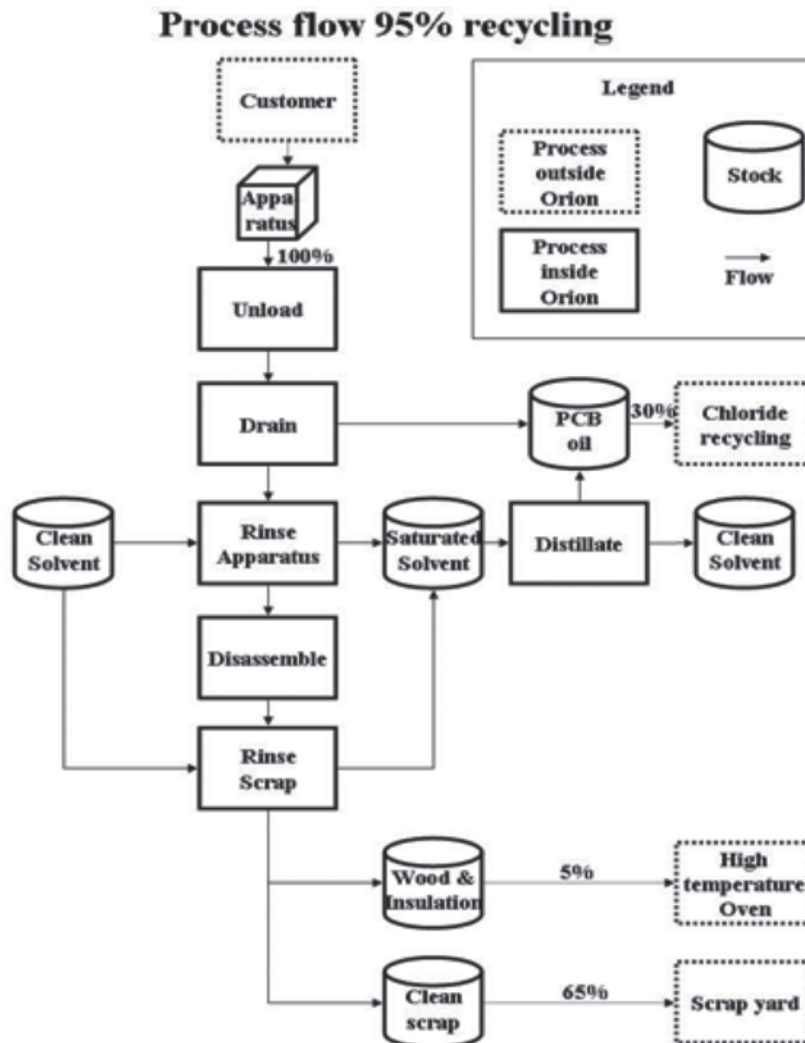 Process flow 95% recycling
Customer
Legend
Process
outside
Orion
Stock
Appa-
ratus
100%
Process
inside
Orion
Flow
Unload
Drain
PCB
oil
30%
Chloride
recycling
Clean
Solvent
Rinse
Apparatus
Saturated
Solvent
Distillate
Clean
Solvent
Disassemble
Rinse
Scrap
Wood &
Insulation
5%
High
temperature
Oven
Clean
scrap
65%
Scrap yard